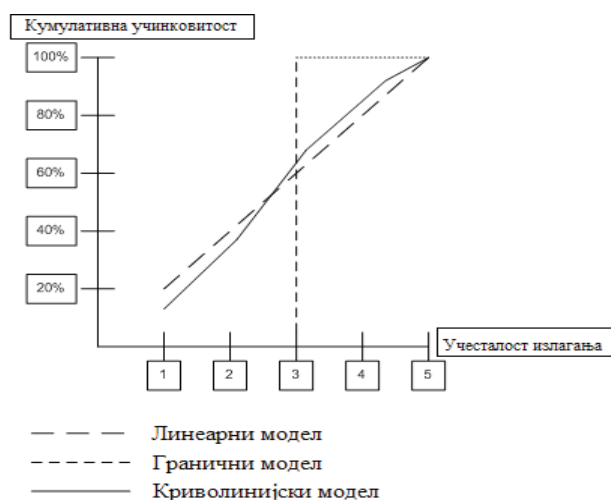 Кумулативна учинковитост
100%
80%
60%
40%
20%
Учесталост излагања
1 2 3 4 5
Линеарни модел
Гранични модел
Криволинијски модел